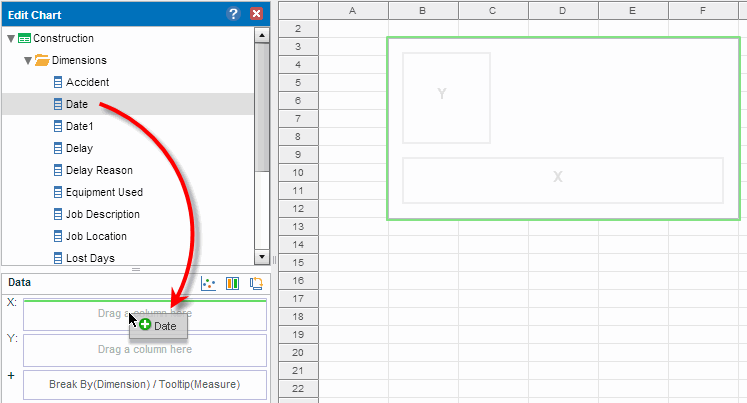 Edit Chart ?
Construction
Dimensions
Accident
Date
Date1
Delay
Delay Reason
Equipment Used
Job Description
Job Location
Lost Days
Data
X:
Drag a column here
Date
Y:
Drag a column here
+
Break By(Dimension) / Tooltip(Measure)
A B C D E F
2
3
4
5
6
7
8
9
10
11
12
13
14
15
16
17
18
19
20
21
22
Y
X